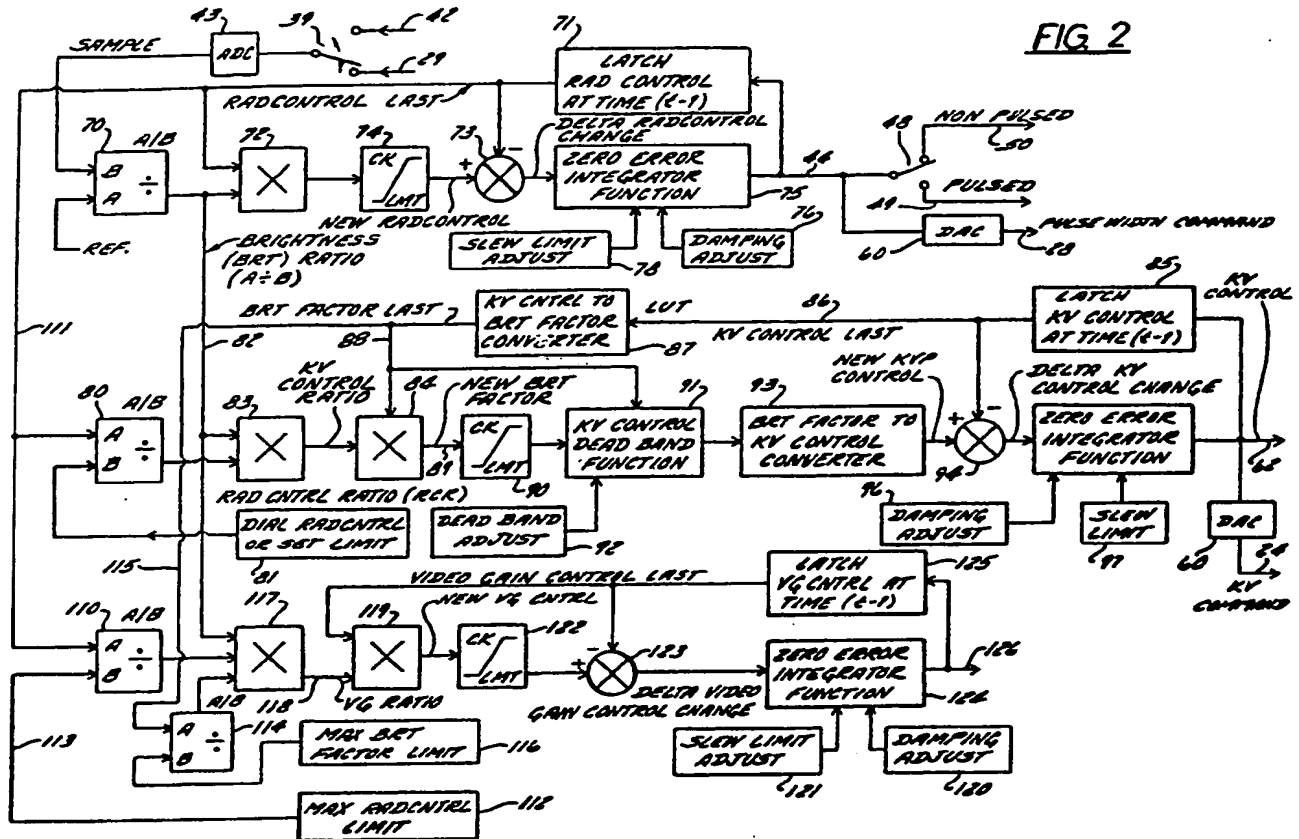 FIG. 2
43
39
42
SAMPLE
ADC
29
71
LATCH
RAD CONTROL
AT TIME (t-1)
RADCONTROL LAST
70
A/B
B
A
÷
REF.
72
X
74
CK
LMT
73
+
-
DELTA RADCONTROL
CHANGE
NEW RADCONTROL
ZERO ERROR
INTEGRATOR
FUNCTION
75
44
48
NON PULSED
50
PULSED
49
DAC
60
PULSE WIDTH COMMAND
28
SLEW LIMIT
ADJUST
78
DAMPING
ADJUST
76
BRIGHTNESS
(BRT) RATIO
(A÷B)
111
82
BRT FACTOR LAST
88
KV CNTRL TO
BRT FACTOR
CONVERTER
87
LUT
86
KV CONTROL LAST
85
LATCH
KV CONTROL
AT TIME (t-1)
KV
CONTROL
80
A/B
A
B
÷
83
X
KV
CONTROL
RATIO
84
X
NEW BRT
FACTOR
89
CK
LMT
90
91
KV CONTROL
DEAD BAND
FUNCTION
93
BRT FACTOR TO
KV CONTROL
CONVERTER
NEW KVP
CONTROL
+
-
94
DELTA KV
CONTROL CHANGE
ZERO ERROR
INTEGRATOR
FUNCTION
62
RAD CNTRL RATIO (RCR)
DIAL RADCNTRL
OR SET LIMIT
81
DEAD BAND
ADJUST
92
96
DAMPING
ADJUST
SLEW
LIMIT
97
DAC
60
24
KV
COMMAND
115
110
A/B
A
B
÷
117
X
VIDEO GAIN CONTROL LAST
119
X
NEW VG CNTRL
CK
LMT
122
-
+
123
DELTA VIDEO
GAIN CONTROL CHANGE
LATCH
VG CNTRL AT
TIME (t-1)
125
ZERO ERROR
INTEGRATOR
FUNCTION
124
126
118
VG RATIO
113
A/B
A
B
÷
114
MAX BRT
FACTOR LIMIT
116
SLEW LIMIT
ADJUST
121
DAMPING
ADJUST
120
MAX RADCNTRL
LIMIT
112